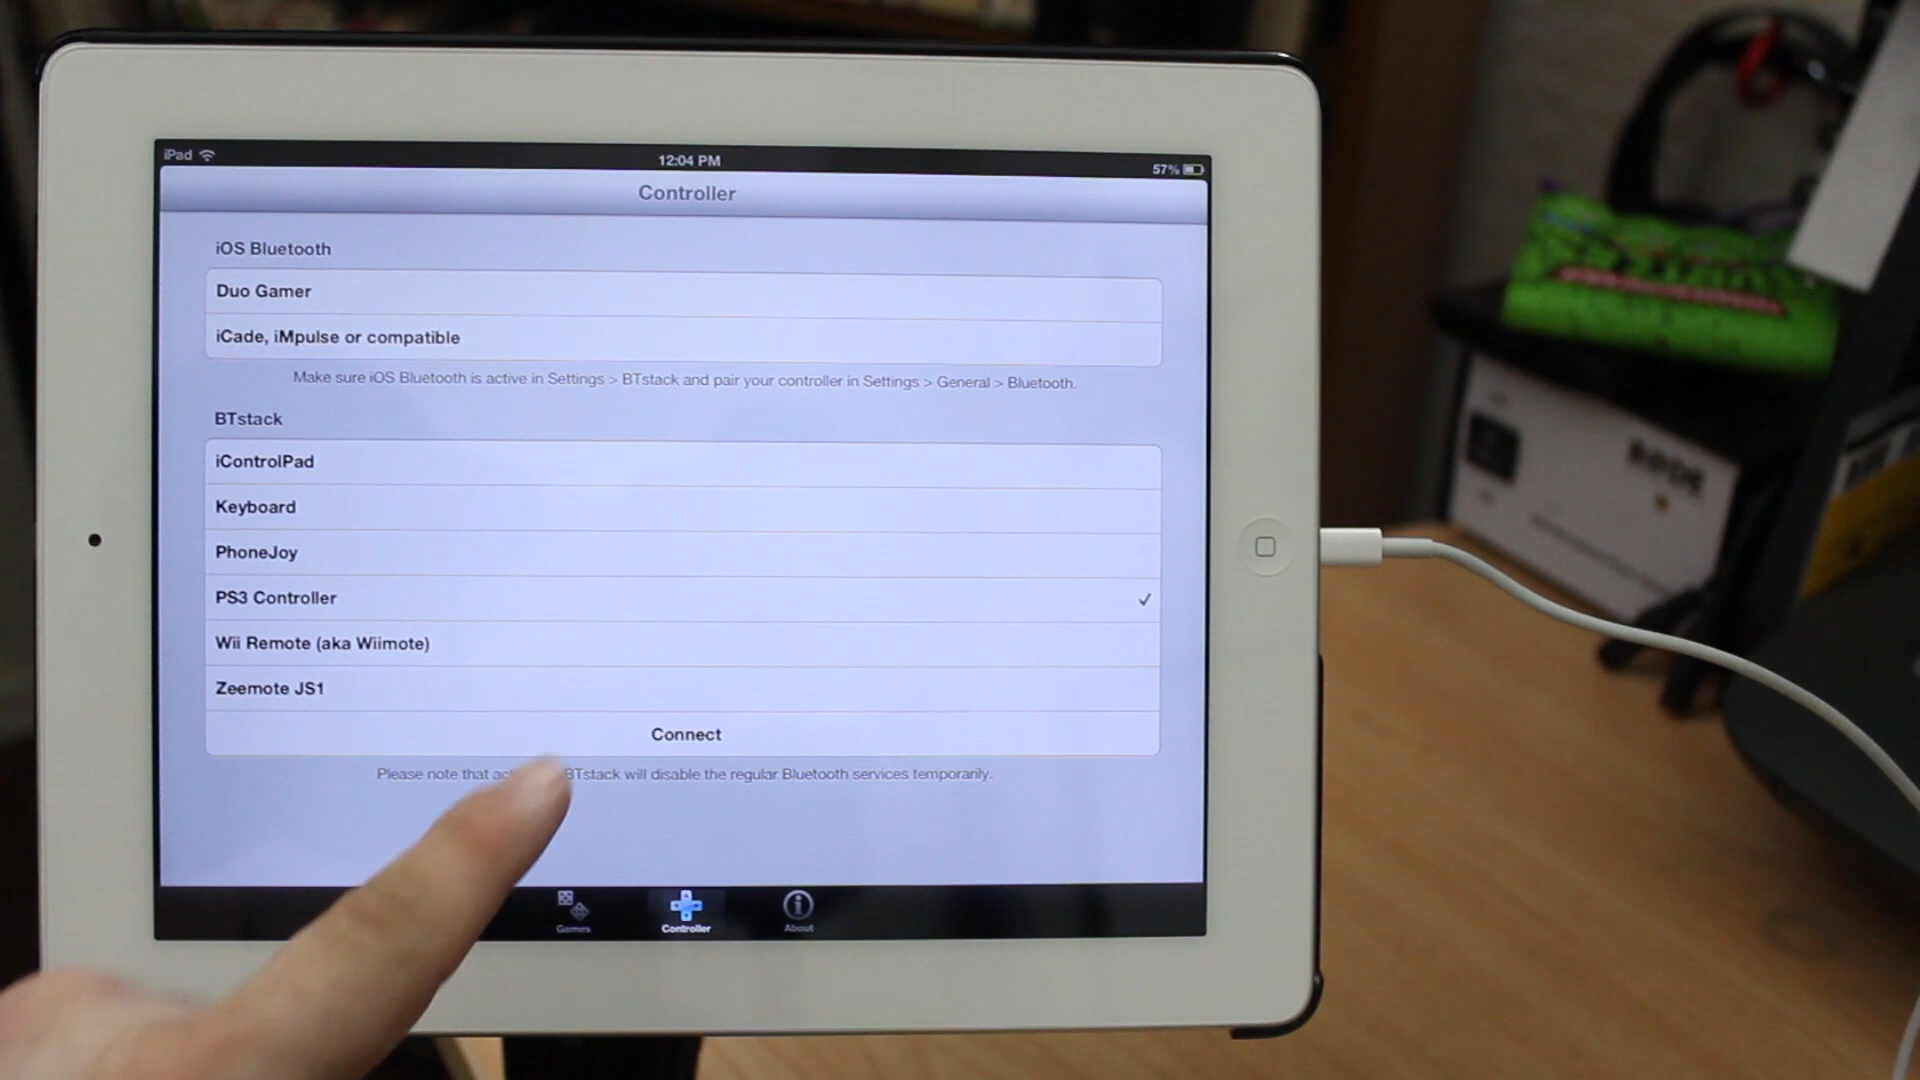 iPad
12:04 PM
57%
Controller
iOS Bluetooth
Duo Gamer
iCade, iMpulse or compatible
Make sure iOS Bluetooth is active in Settings > BTstack and pair your controller in Settings > General > Bluetooth.
BTstack
iControlPad
Keyboard
PhoneJoy
PS3 Controller
Wii Remote (aka Wiimote)
Zeemote JS1
Connect
Please note that BTstack will disable the regular Bluetooth services temporarily.
Games
Controller
About
RODE